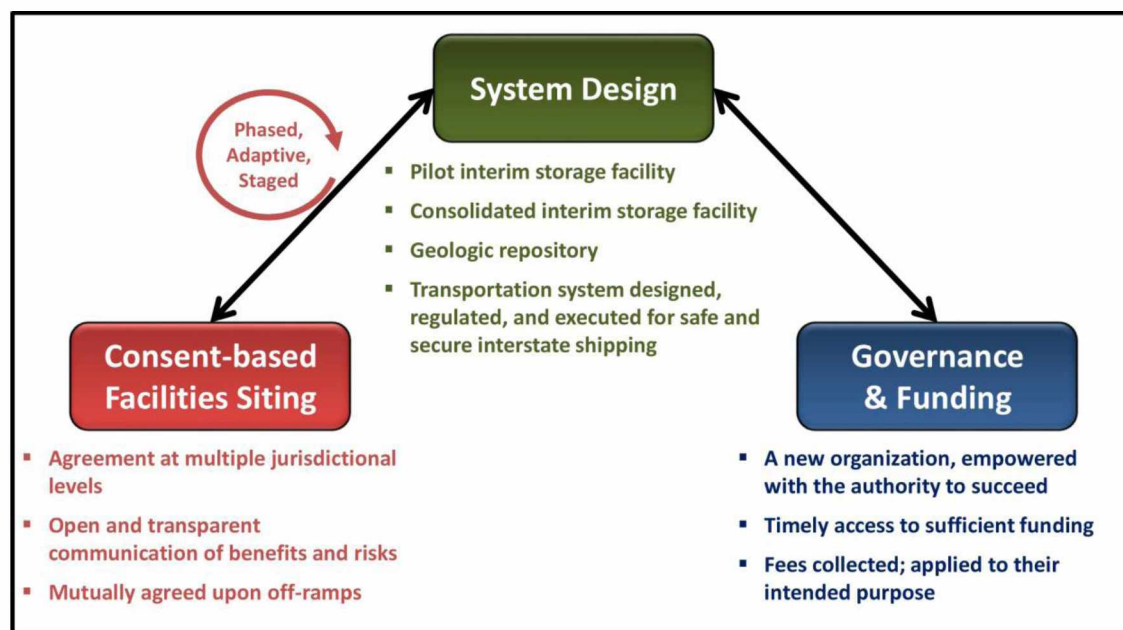 System Design
Phased,
Adaptive,
Staged
▪ Pilot interim storage facility
▪ Consolidated interim storage facility
▪ Geologic repository
▪ Transportation system designed,
regulated, and executed for safe and
secure interstate shipping
Consent-based
Facilities Siting
▪ Agreement at multiple jurisdictional
levels
▪ Open and transparent
communication of benefits and risks
▪ Mutually agreed upon off-ramps
Governance
& Funding
▪ A new organization, empowered
with the authority to succeed
▪ Timely access to sufficient funding
▪ Fees collected; applied to their
intended purpose